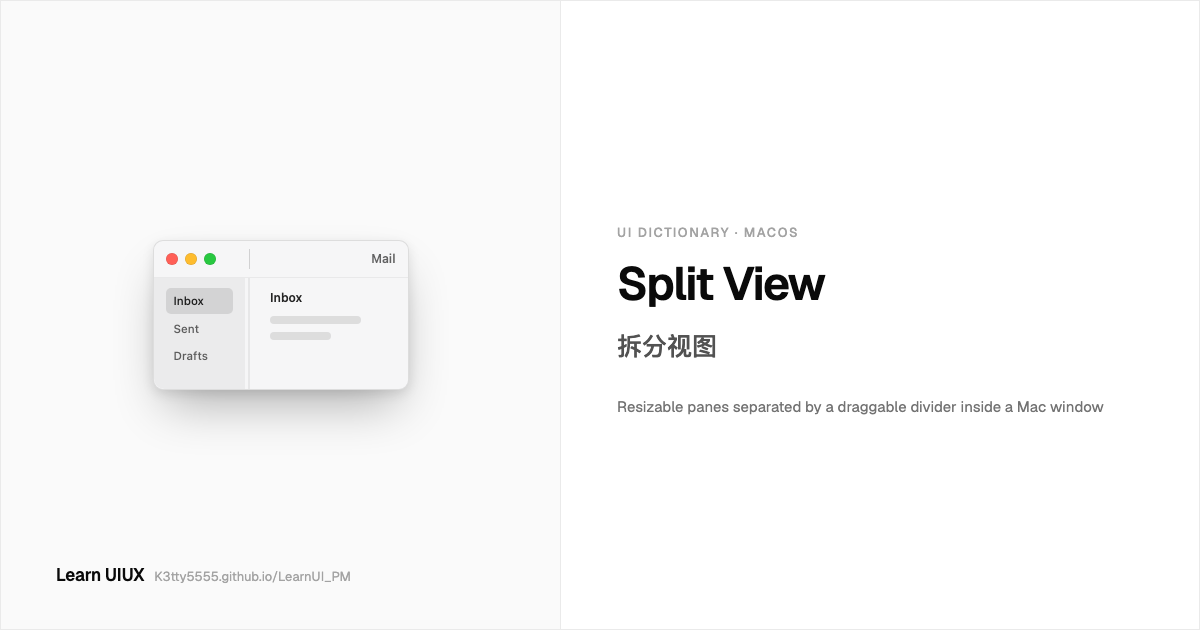 Mail
Inbox
Sent
Drafts
Inbox
Learn UIUX K3tty5555.github.io/LearnUI_PM
UI DICTIONARY · MACOS
Split View
拆分视图
Resizable panes separated by a draggable divider inside a Mac window